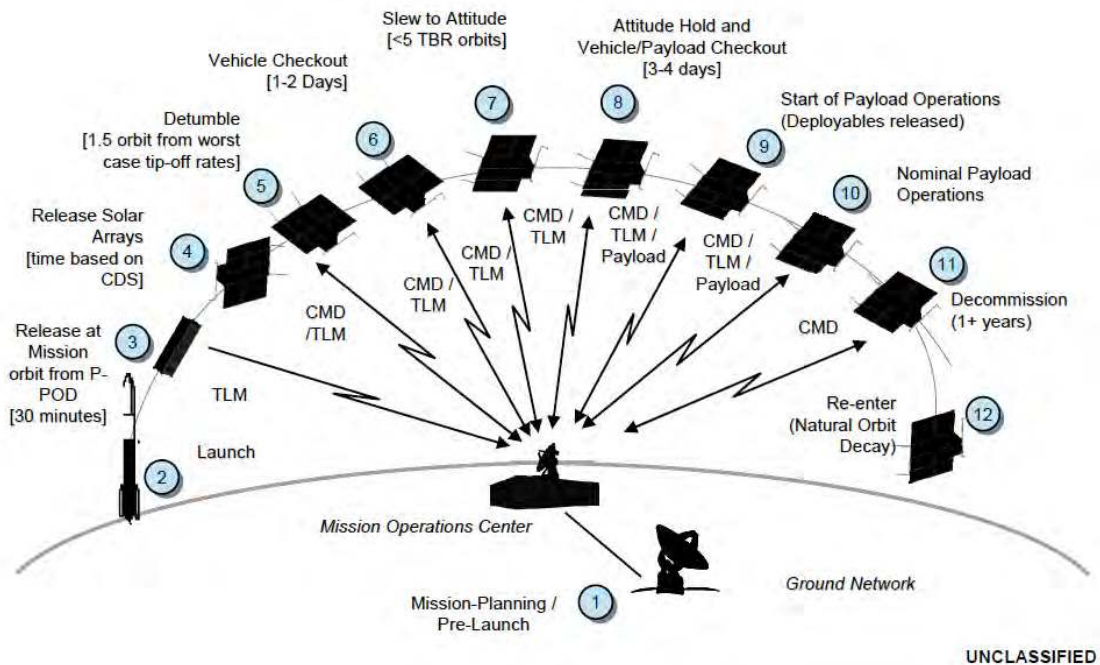 Slew to Attitude
[<5 TBR orbits]
Attitude Hold and
Vehicle/Payload Checkout
[3-4 days]
Vehicle Checkout
[1-2 Days]
7
8
Start of Payload Operations
(Deployables released)
Detumble
[1.5 orbit from worst
case tip-off rates]
6
9
Nominal Payload
Operations
5
10
Release Solar
Arrays
[time based on
CDS]
4
CMD /
TLM
CMD /
TLM /
Payload
CMD /
TLM /
Payload
CMD /
TLM
CMD /
TLM
CMD
/TLM
11
Decommission
(1+ years)
CMD
Release at
Mission
orbit from P-
POD
[30 minutes]
3
TLM
Re-enter
(Natural Orbit
Decay)
12
Launch
2
Mission Operations Center
Ground Network
Mission-Planning /
Pre-Launch
1
UNCLASSIFIED